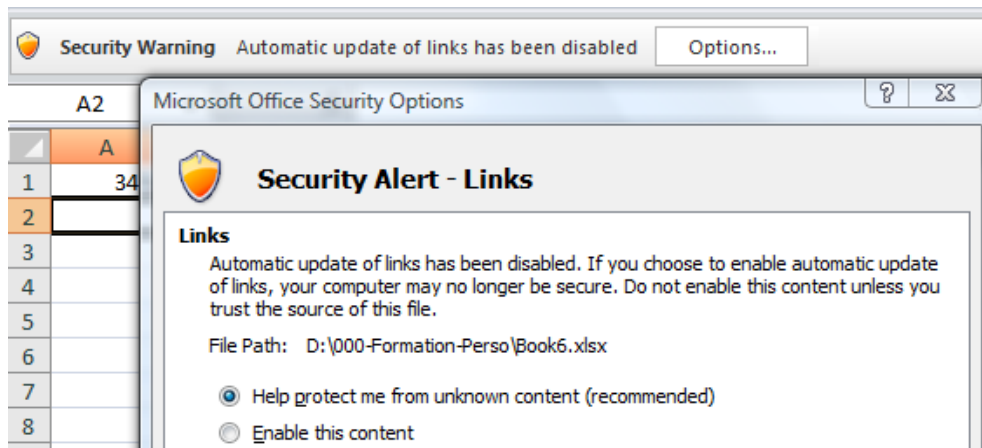 Security Warning Automatic update of links has been disabled Options...
A2
Microsoft Office Security Options
A
1 34
Security Alert - Links
2
Links
3
Automatic update of links has been disabled. If you choose to enable automatic update
4
of links, your computer may no longer be secure. Do not enable this content unless you
trust the source of this file.
5
File Path: D:\000-Formation-Perso\Book6.xlsx
6
7
Help protect me from unknown content (recommended)
8
Enable this content